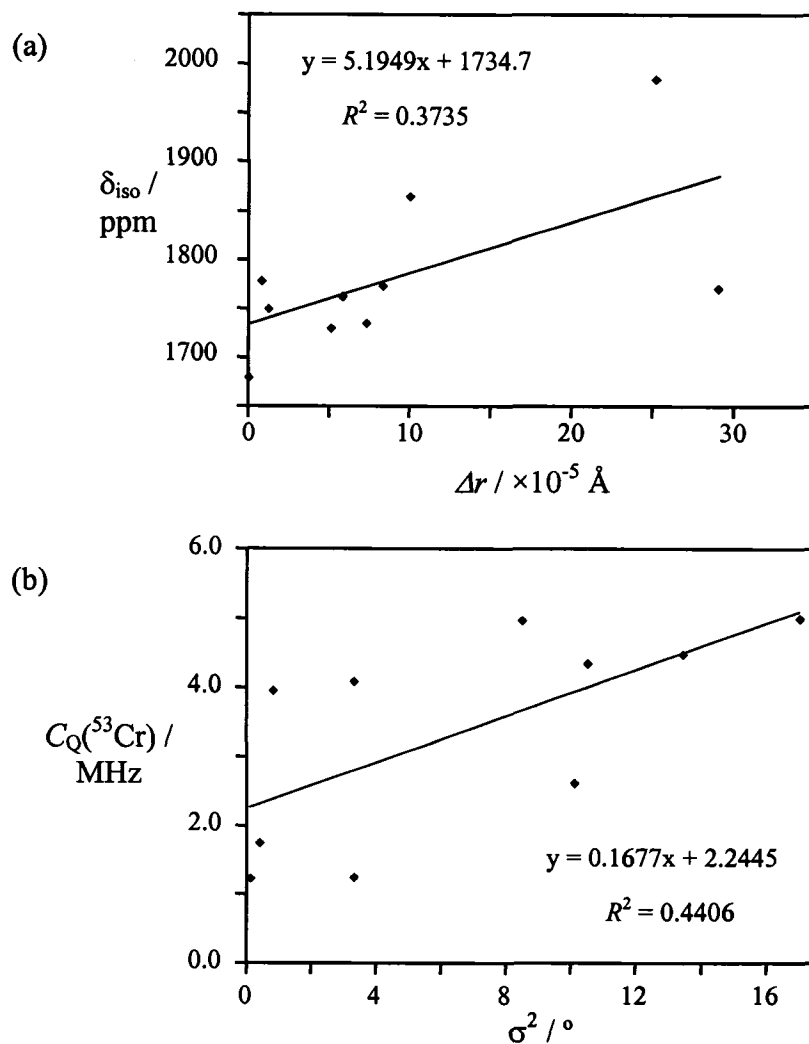 (a)
y = 5.1949x + 1734.7
R² = 0.3735
δiso /
ppm
2000
1900
1800
1700
0
10
20
30
Δr / ×10⁻⁵ Å
(b)
6.0
4.0
2.0
0.0
CQ(⁵³Cr) /
MHz
y = 0.1677x + 2.2445
R² = 0.4406
0
4
8
12
16
σ² / º